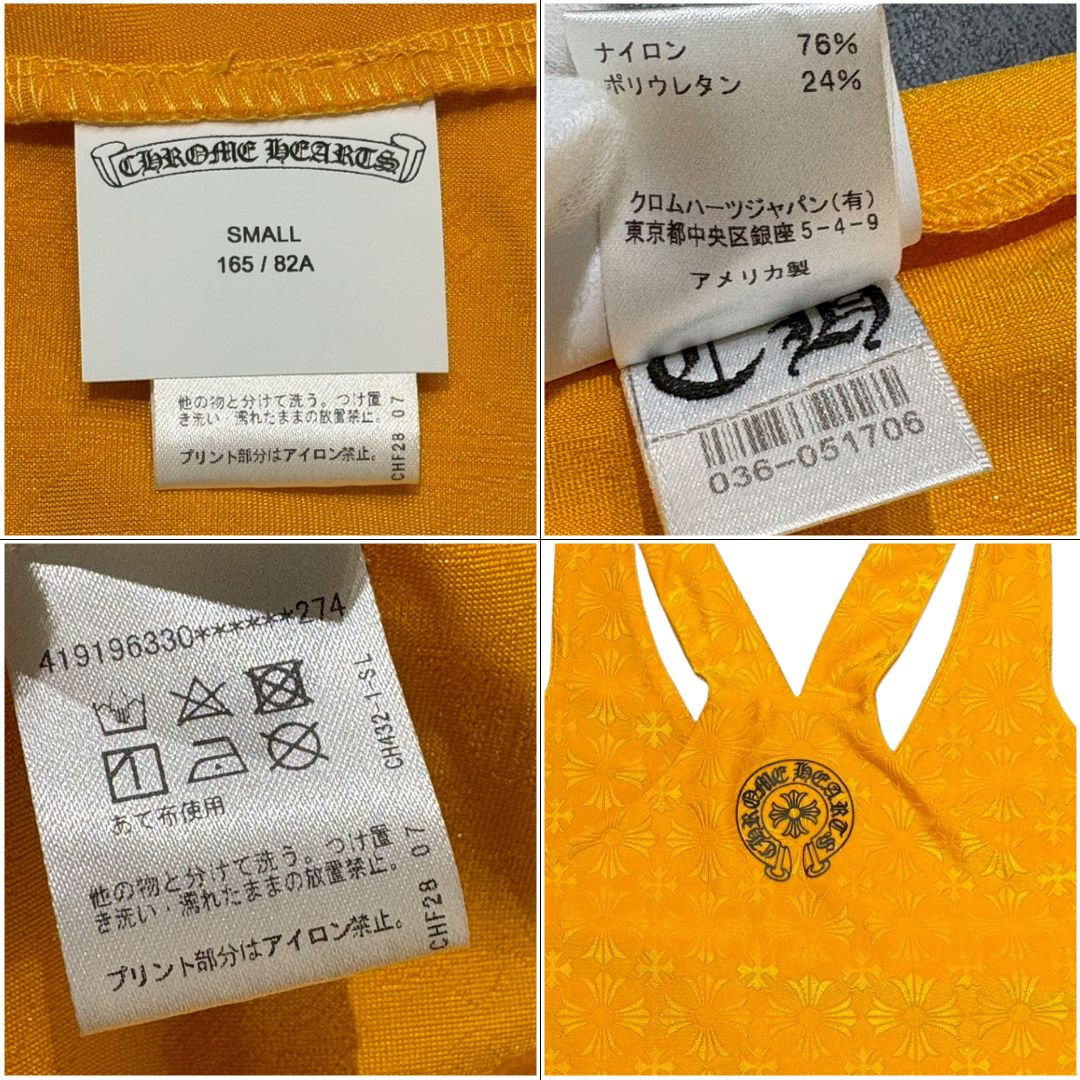 CHROME HEARTS
SMALL
165 / 82A
他の物と分けて洗う。つけ置
き洗い・濡れたままの放置禁止。
プリント部分はアイロン禁止。
CHF28 07
ナイロン 76%
ポリウレタン 24%
クロムハーツジャパン(有)
東京都中央区銀座5-4-9
アメリカ製
CH
036-051706
419196330******274
あて布使用
他の物と分けて洗う。つけ置
き洗い・濡れたままの放置禁止。
プリント部分はアイロン禁止。
CH432-1 SL
CHF28 07
CHROME HEARTS